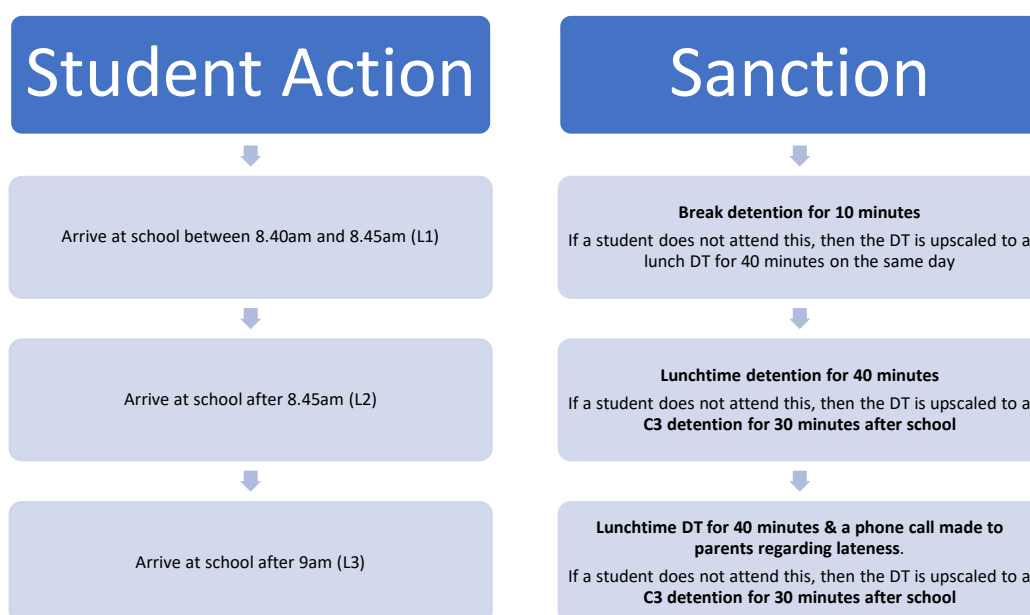 Student Action
Arrive at school between 8.40am and 8.45am (L1)
Arrive at school after 8.45am (L2)
Arrive at school after 9am (L3)
Sanction
Break detention for 10 minutes
If a student does not attend this, then the DT is upscaled to a
lunch DT for 40 minutes on the same day
Lunchtime detention for 40 minutes
If a student does not attend this, then the DT is upscaled to a
C3 detention for 30 minutes after school
Lunchtime DT for 40 minutes & a phone call made to
parents regarding lateness.
If a student does not attend this, then the DT is upscaled to a
C3 detention for 30 minutes after school